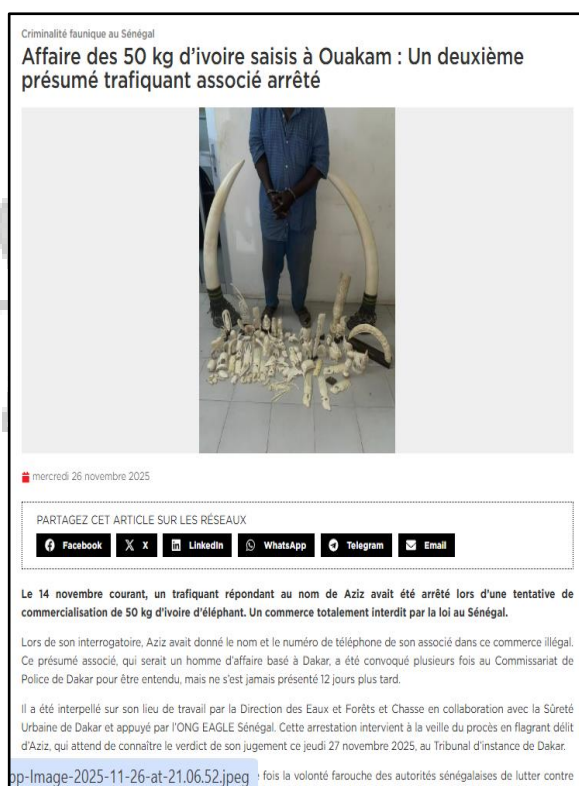 Criminalité faunique au Sénégal
Affaire des 50 kg d'ivoire saisis à Ouakam : Un deuxième
présumé trafiquant associé arrêté
mercredi 26 novembre 2025
PARTAGEZ CET ARTICLE SUR LES RÉSEAUX
Facebook X LinkedIn WhatsApp Telegram Email
Le 14 novembre courant, un trafiquant répondant au nom de Aziz avait été arrêté lors d'une tentative de
commercialisation de 50 kg d'ivoire d'éléphant. Un commerce totalement interdit par la loi au Sénégal.
Lors de son interrogatoire, Aziz avait donné le nom et le numéro de téléphone de son associé dans ce commerce illégal.
Ce présumé associé, qui serait un homme d'affaire basé à Dakar, a été convoqué plusieurs fois au Commissariat de
Police de Dakar pour être entendu, mais ne s'est jamais présenté 12 jours plus tard.
Il a été interpellé sur son lieu de travail par la Direction des Eaux et Forêts et Chasse en collaboration avec la Sûreté
Urbaine de Dakar et appuyé par l'ONG EAGLE Sénégal. Cette arrestation intervient à la veille du procès en flagrant délit
d'Aziz, qui attend de connaître le verdict de son jugement ce jeudi 27 novembre 2025, au Tribunal d'instance de Dakar.
pp-Image-2025-11-26-at-21.06.52.jpeg fois la volonté farouche des autorités sénégalaises de lutter contre